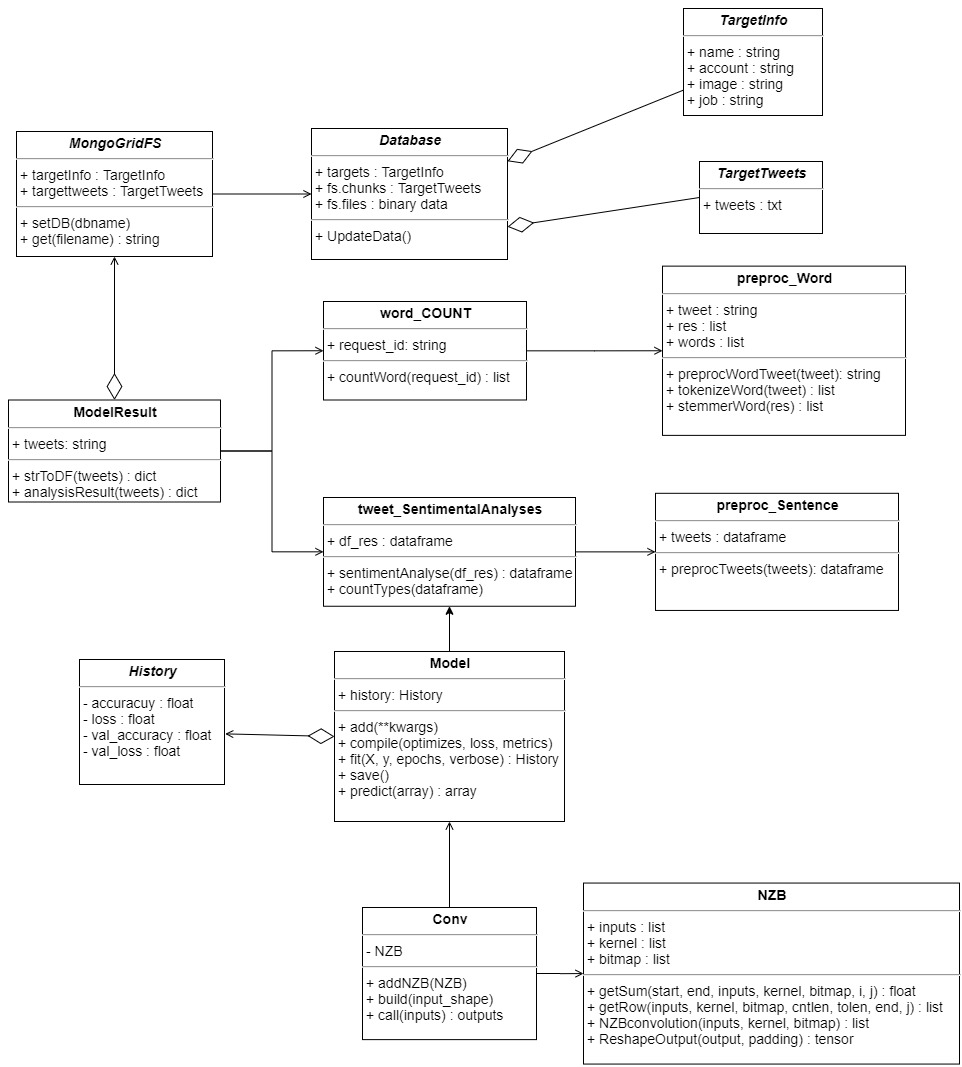 TargetInfo
+ name : string
+ account : string
+ image : string
+ job : string
MongoGridFS
+ targetInfo : TargetInfo
+ targettweets : TargetTweets
+ setDB(dbname)
+ get(filename) : string
Database
+ targets : TargetInfo
+ fs.chunks : TargetTweets
+ fs.files : binary data
+ UpdateData()
TargetTweets
+ tweets : txt
word_COUNT
+ request_id: string
+ countWord(request_id) : list
preproc_Word
+ tweet : string
+ res : list
+ words : list
+ preprocWordTweet(tweet): string
+ tokenizeWord(tweet) : list
+ stemmerWord(res) : list
ModelResult
+ tweets: string
+ strToDF(tweets) : dict
+ analysisResult(tweets) : dict
tweet_SentimentalAnalyses
+ df_res : dataframe
+ sentimentAnalyse(df_res) : dataframe
+ countTypes(dataframe)
preproc_Sentence
+ tweets : dataframe
+ preprocTweets(tweets): dataframe
History
- accuracuy : float
- loss : float
- val_accuracy : float
- val_loss : float
Model
+ history: History
+ add(**kwargs)
+ compile(optimizes, loss, metrics)
+ fit(X, y, epochs, verbose) : History
+ save()
+ predict(array) : array
Conv
- NZB
+ addNZB(NZB)
+ build(input_shape)
+ call(inputs) : outputs
NZB
+ inputs : list
+ kernel : list
+ bitmap : list
+ getSum(start, end, inputs, kernel, bitmap, i, j) : float
+ getRow(inputs, kernel, bitmap, cntlen, tolen, end, j) : list
+ NZBconvolution(inputs, kernel, bitmap) : list
+ ReshapeOutput(output, padding) : tensor